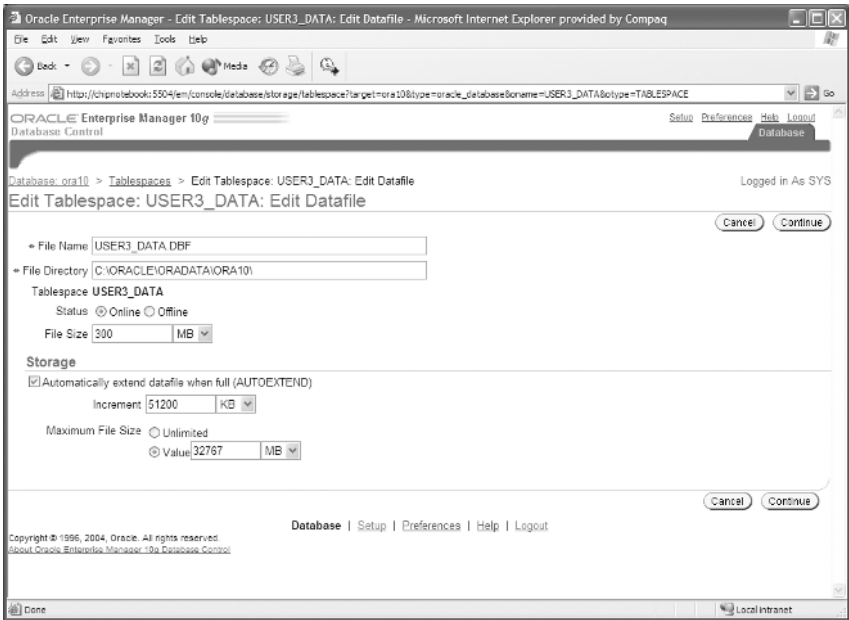 Oracle Enterprise Manager - Edit Tablespace: USER3_DATA: Edit Datafile - Microsoft Internet Explorer provided by Compaq
File Edit View Favorites Tools Help
Back Media
Address http://chipnotebook:5504/em/console/database/storage/tablespace?target=ora10&type=oracle_database&oname=USER3_DATA&otype=TABLESPACE Go
ORACLE Enterprise Manager 10g Setup Preferences Help Logout
Database Control Database
Database: ora10 > Tablespaces > Edit Tablespace: USER3_DATA: Edit Datafile Logged in As SYS
Edit Tablespace: USER3_DATA: Edit Datafile
Cancel Continue
* File Name USER3_DATA.DBF
* File Directory C:\ORACLE\ORADATA\ORA10\
Tablespace USER3_DATA
Status Online Offline
File Size 300 MB
Storage
Automatically extend datafile when full (AUTOEXTEND)
Increment 51200 KB
Maximum File Size Unlimited
Value 32767 MB
Cancel Continue
Database | Setup | Preferences | Help | Logout
Copyright © 1996, 2004, Oracle. All rights reserved.
About Oracle Enterprise Manager 10g Database Control
Done Local intranet